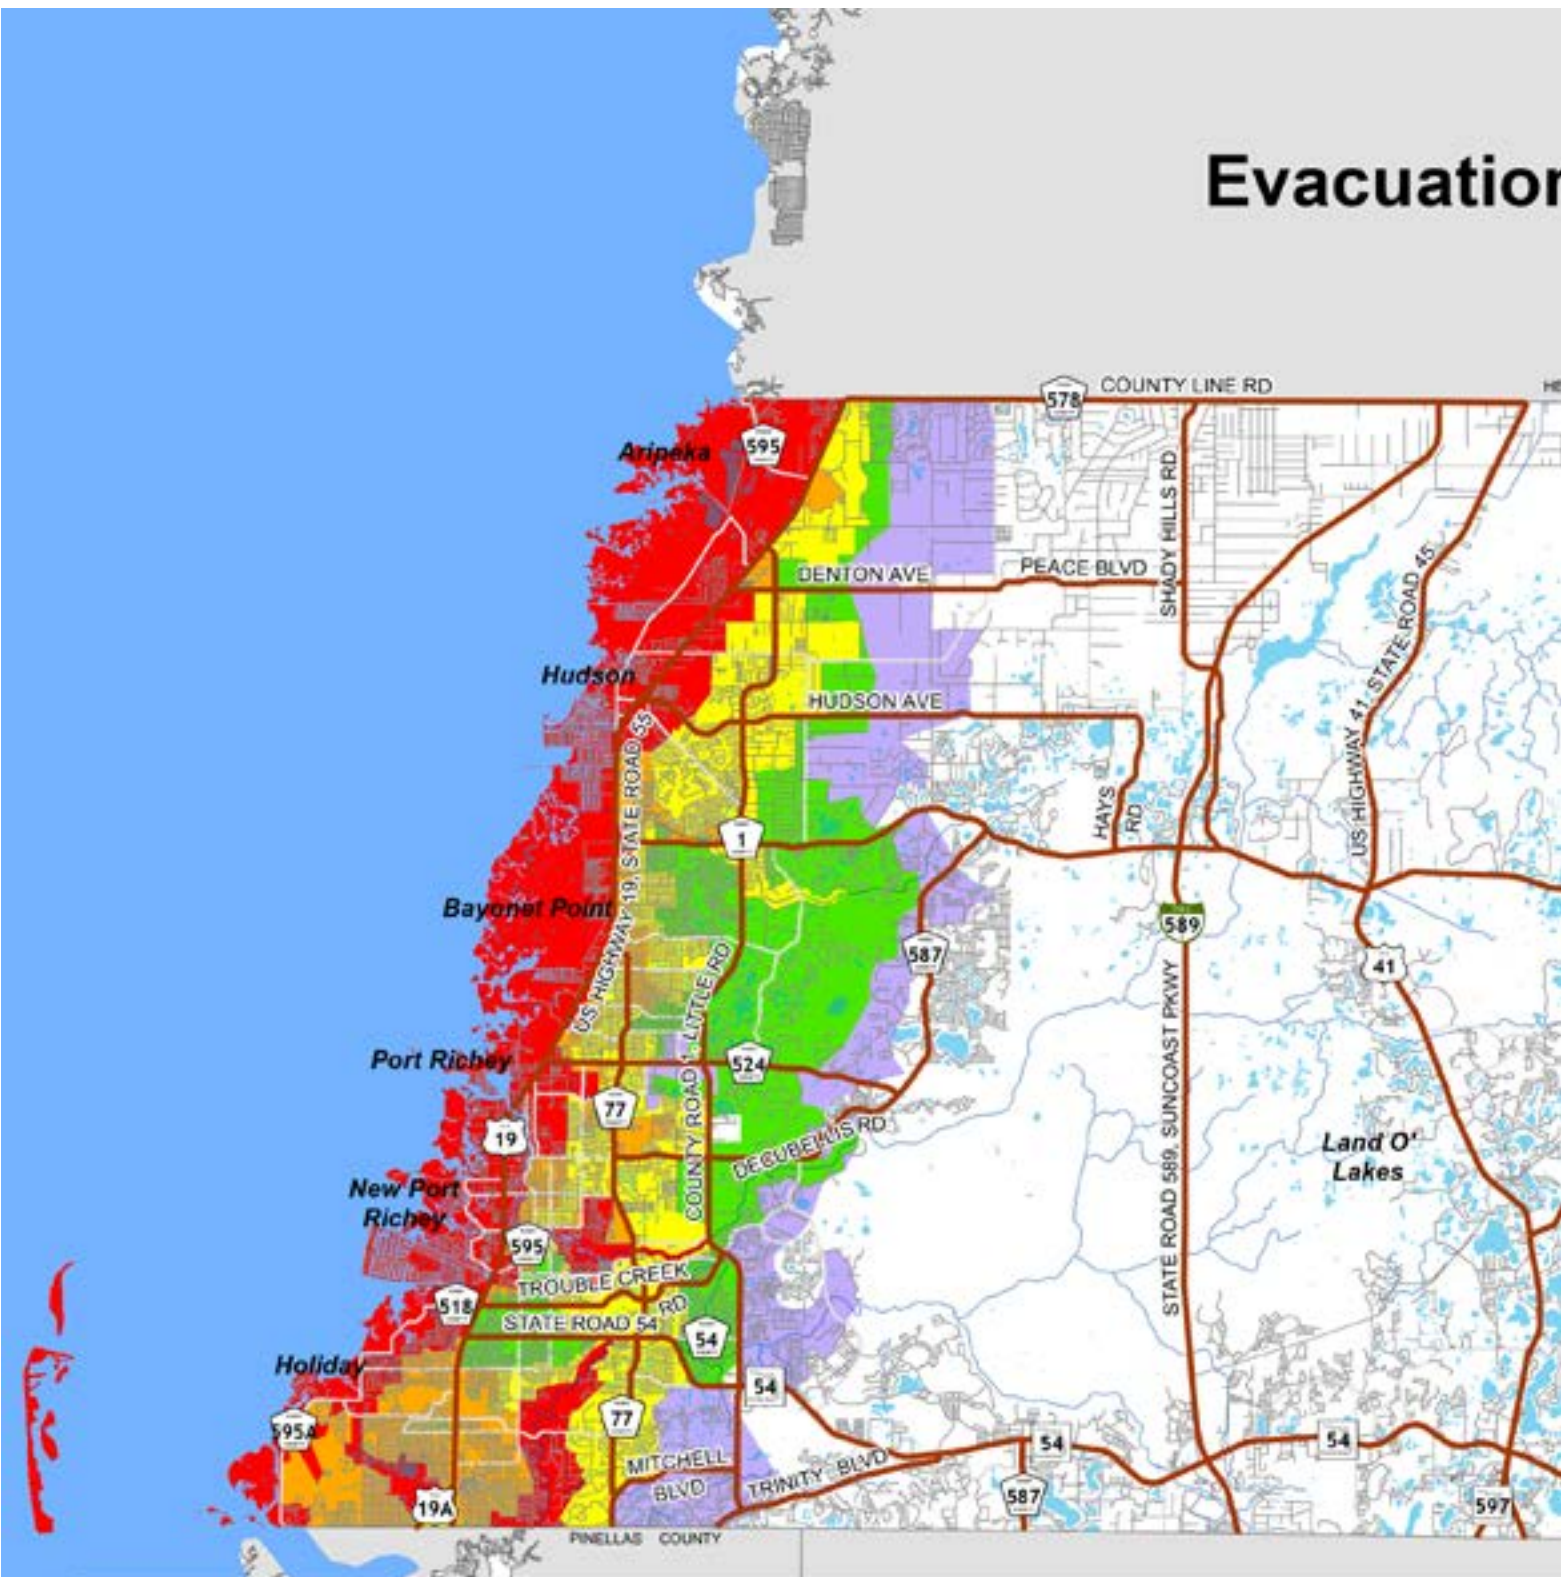 Evacuation
COUNTY LINE RD
578
Aripeka
595
SHADY HILLS RD
US HIGHWAY 41, STATE ROAD 45
DENTON AVE
PEACE BLVD
Hudson
HUDSON AVE
HAYS
RD
US HIGHWAY 19, STATE ROAD 55
1
Bayonet Point
589
587
41
COUNTY ROAD 1, LITTLE RD
STATE ROAD 589, SUNCOAST PKWY
Port Richey
524
77
19
DECUBELLIS RD
Land O'
Lakes
New Port
Richey
595
TROUBLE CREEK
RD
518
STATE ROAD 54
54
Holiday
54
595A
77
54
54
MITCHELL
BLVD
TRINITY BLVD
19A
587
597
PINELLAS COUNTY